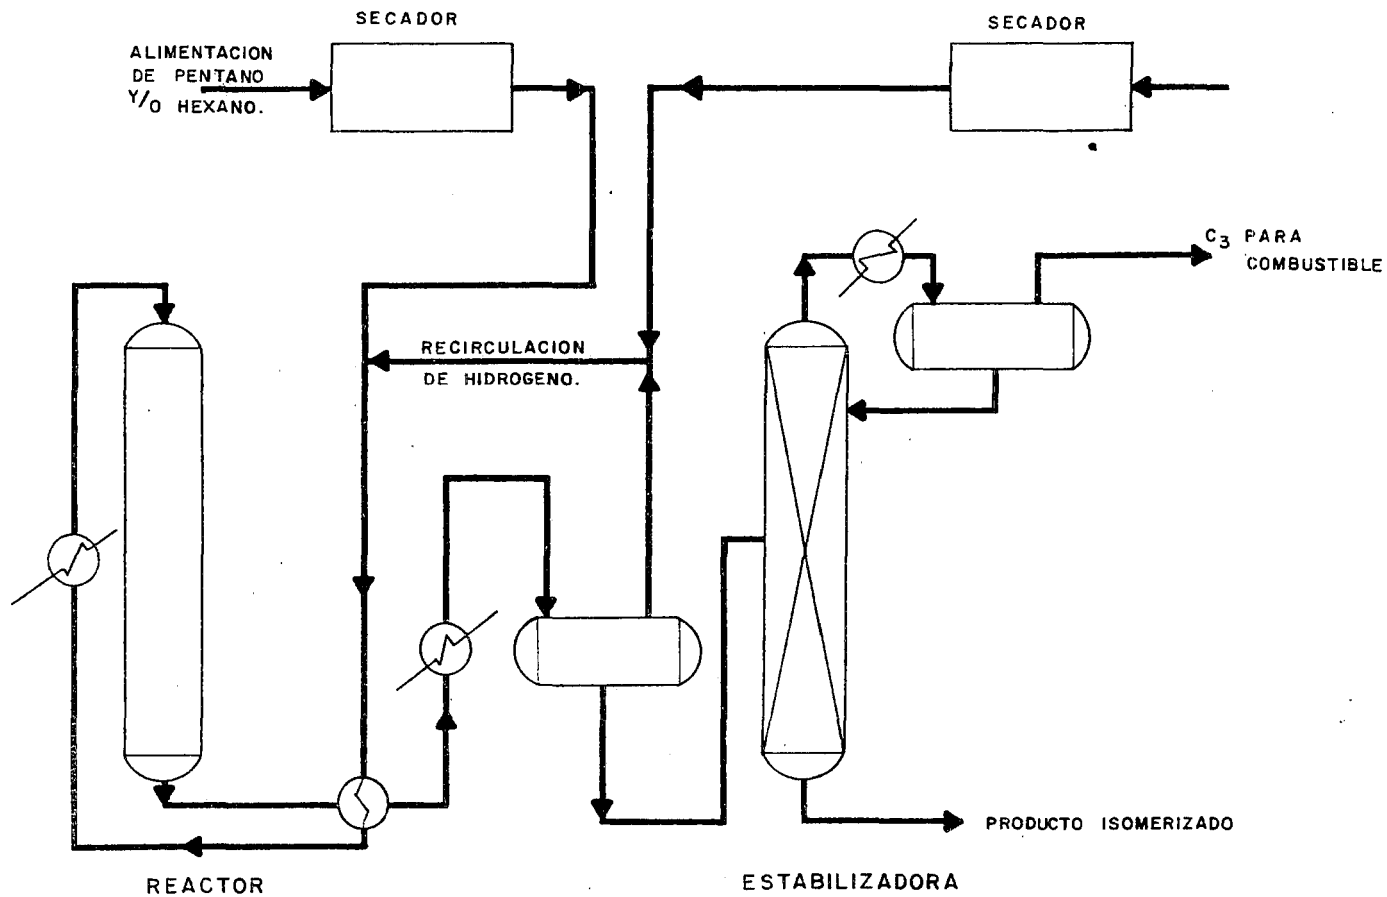 SECADOR
SECADOR
ALIMENTACION
DE PENTANO
Y/O HEXANO.
C3 PARA
COMBUSTIBLE
RECIRCULACION
DE HIDROGENO.
PRODUCTO ISOMERIZADO
REACTOR
ESTABILIZADORA